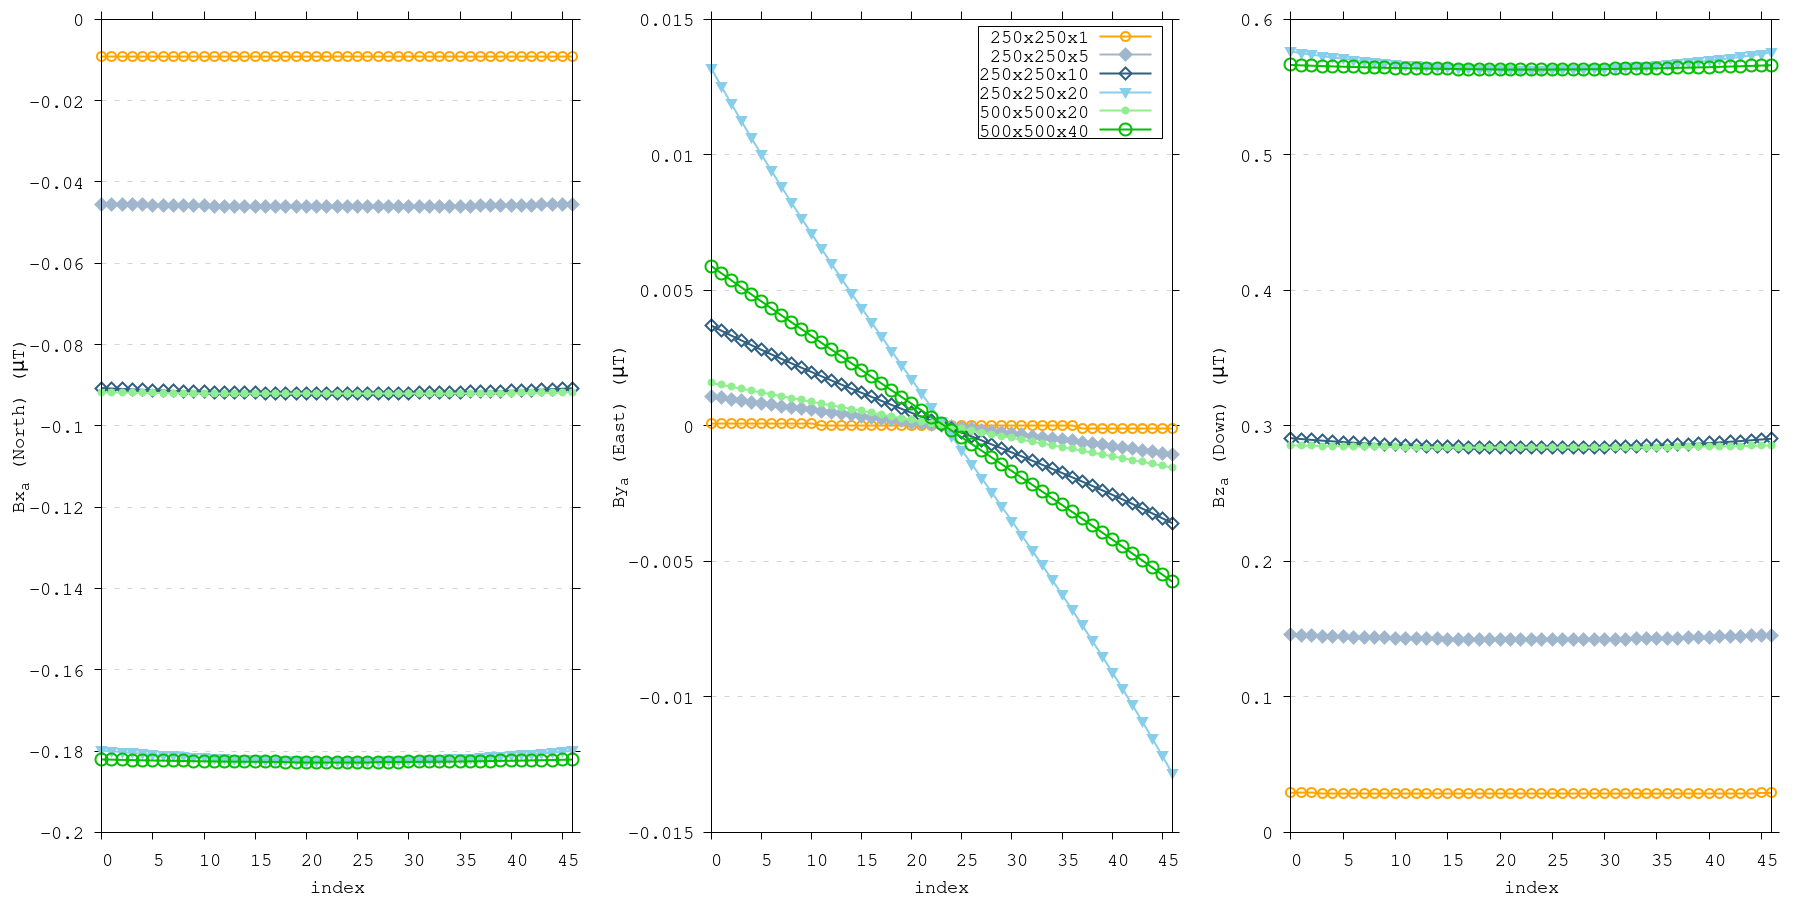 0
-0.02
-0.04
-0.06
-0.08
-0.1
-0.12
-0.14
-0.16
-0.18
-0.2
0 5 10 15 20 25 30 35 40 45
index
Bxa (North) (µT)
0.015
0.01
0.005
0
-0.005
-0.01
-0.015
0 5 10 15 20 25 30 35 40 45
index
Bya (East) (µT)
250x250x1
250x250x5
250x250x10
250x250x20
500x500x20
500x500x40
0.6
0.5
0.4
0.3
0.2
0.1
0
0 5 10 15 20 25 30 35 40 45
index
Bza (Down) (µT)